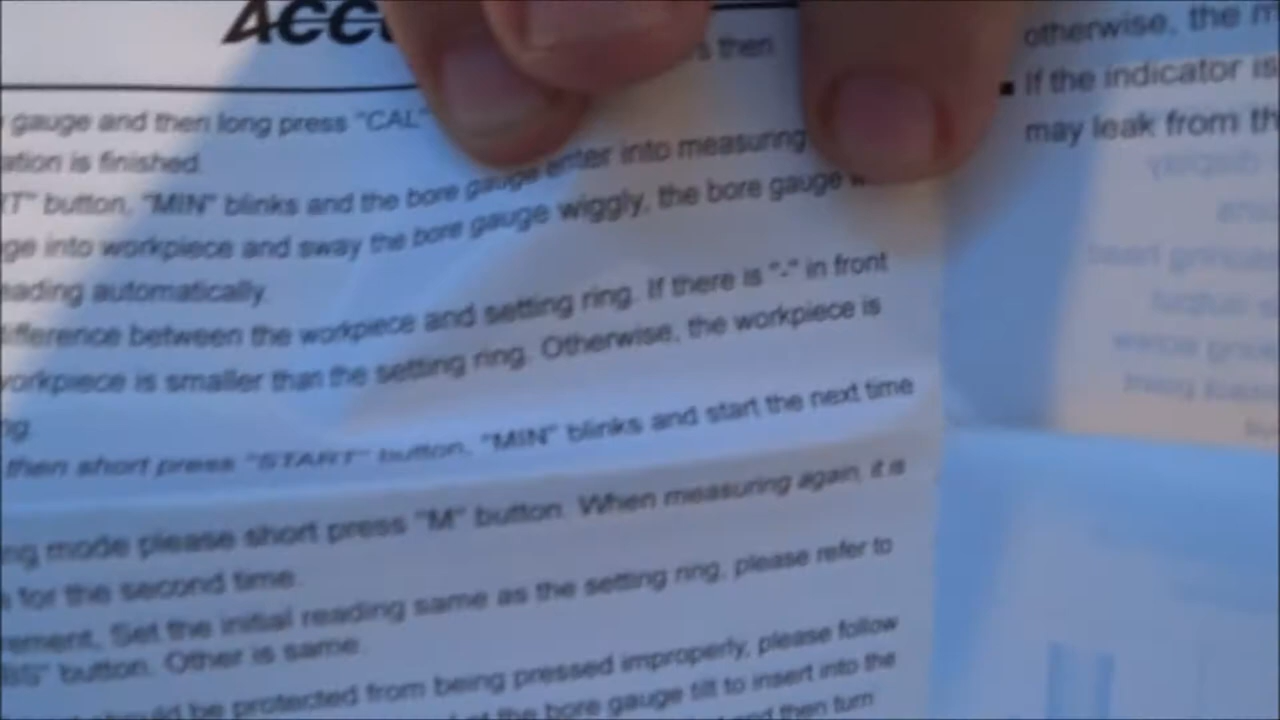 ACCU
s then
gauge and then long press "CAL"
ation is finished.
RT" button, "MIN" blinks and the bore gauge enter into measuring
ge into workpiece and sway the bore gauge wiggly, the bore gauge w
eading automatically.
ifference between the workpiece and setting ring. If there is "-" in front
workpiece is smaller than the setting ring. Otherwise, the workpiece is
ng.
then short press "START" button, "MIN" blinks and start the next time
ng mode please short press "M" button. When measuring again, it is
for the second time.
rement, Set the initial reading same as the setting ring, please refer to
BS" button. Other is same.
should be protected from being pressed improperly, please follow
the bore gauge tilt to insert into the
and then turn
otherwise, the m
■ If the indicator is
may leak from th